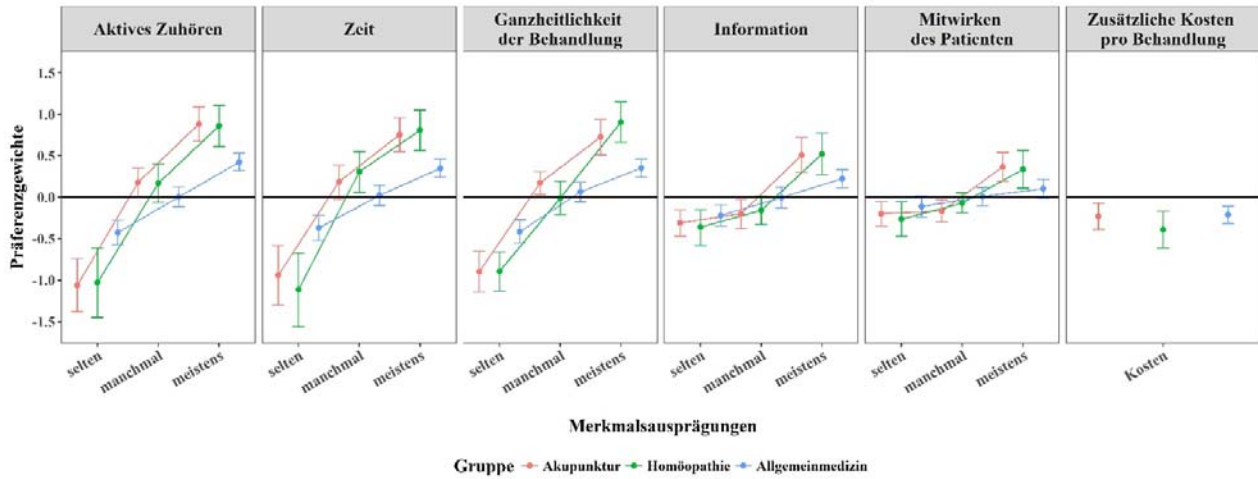 Aktives Zuhören
Zeit
Ganzheitlichkeit
der Behandlung
Information
Mitwirken
des Patienten
Zusätzliche Kosten
pro Behandlung
Präferenzgewichte
1.5
1.0
0.5
0.0
-0.5
-1.0
-1.5
selten
manchmal
meistens
selten
manchmal
meistens
selten
manchmal
meistens
selten
manchmal
meistens
selten
manchmal
meistens
Kosten
Merkmalsausprägungen
Gruppe Akupunktur Homöopathie Allgemeinmedizin